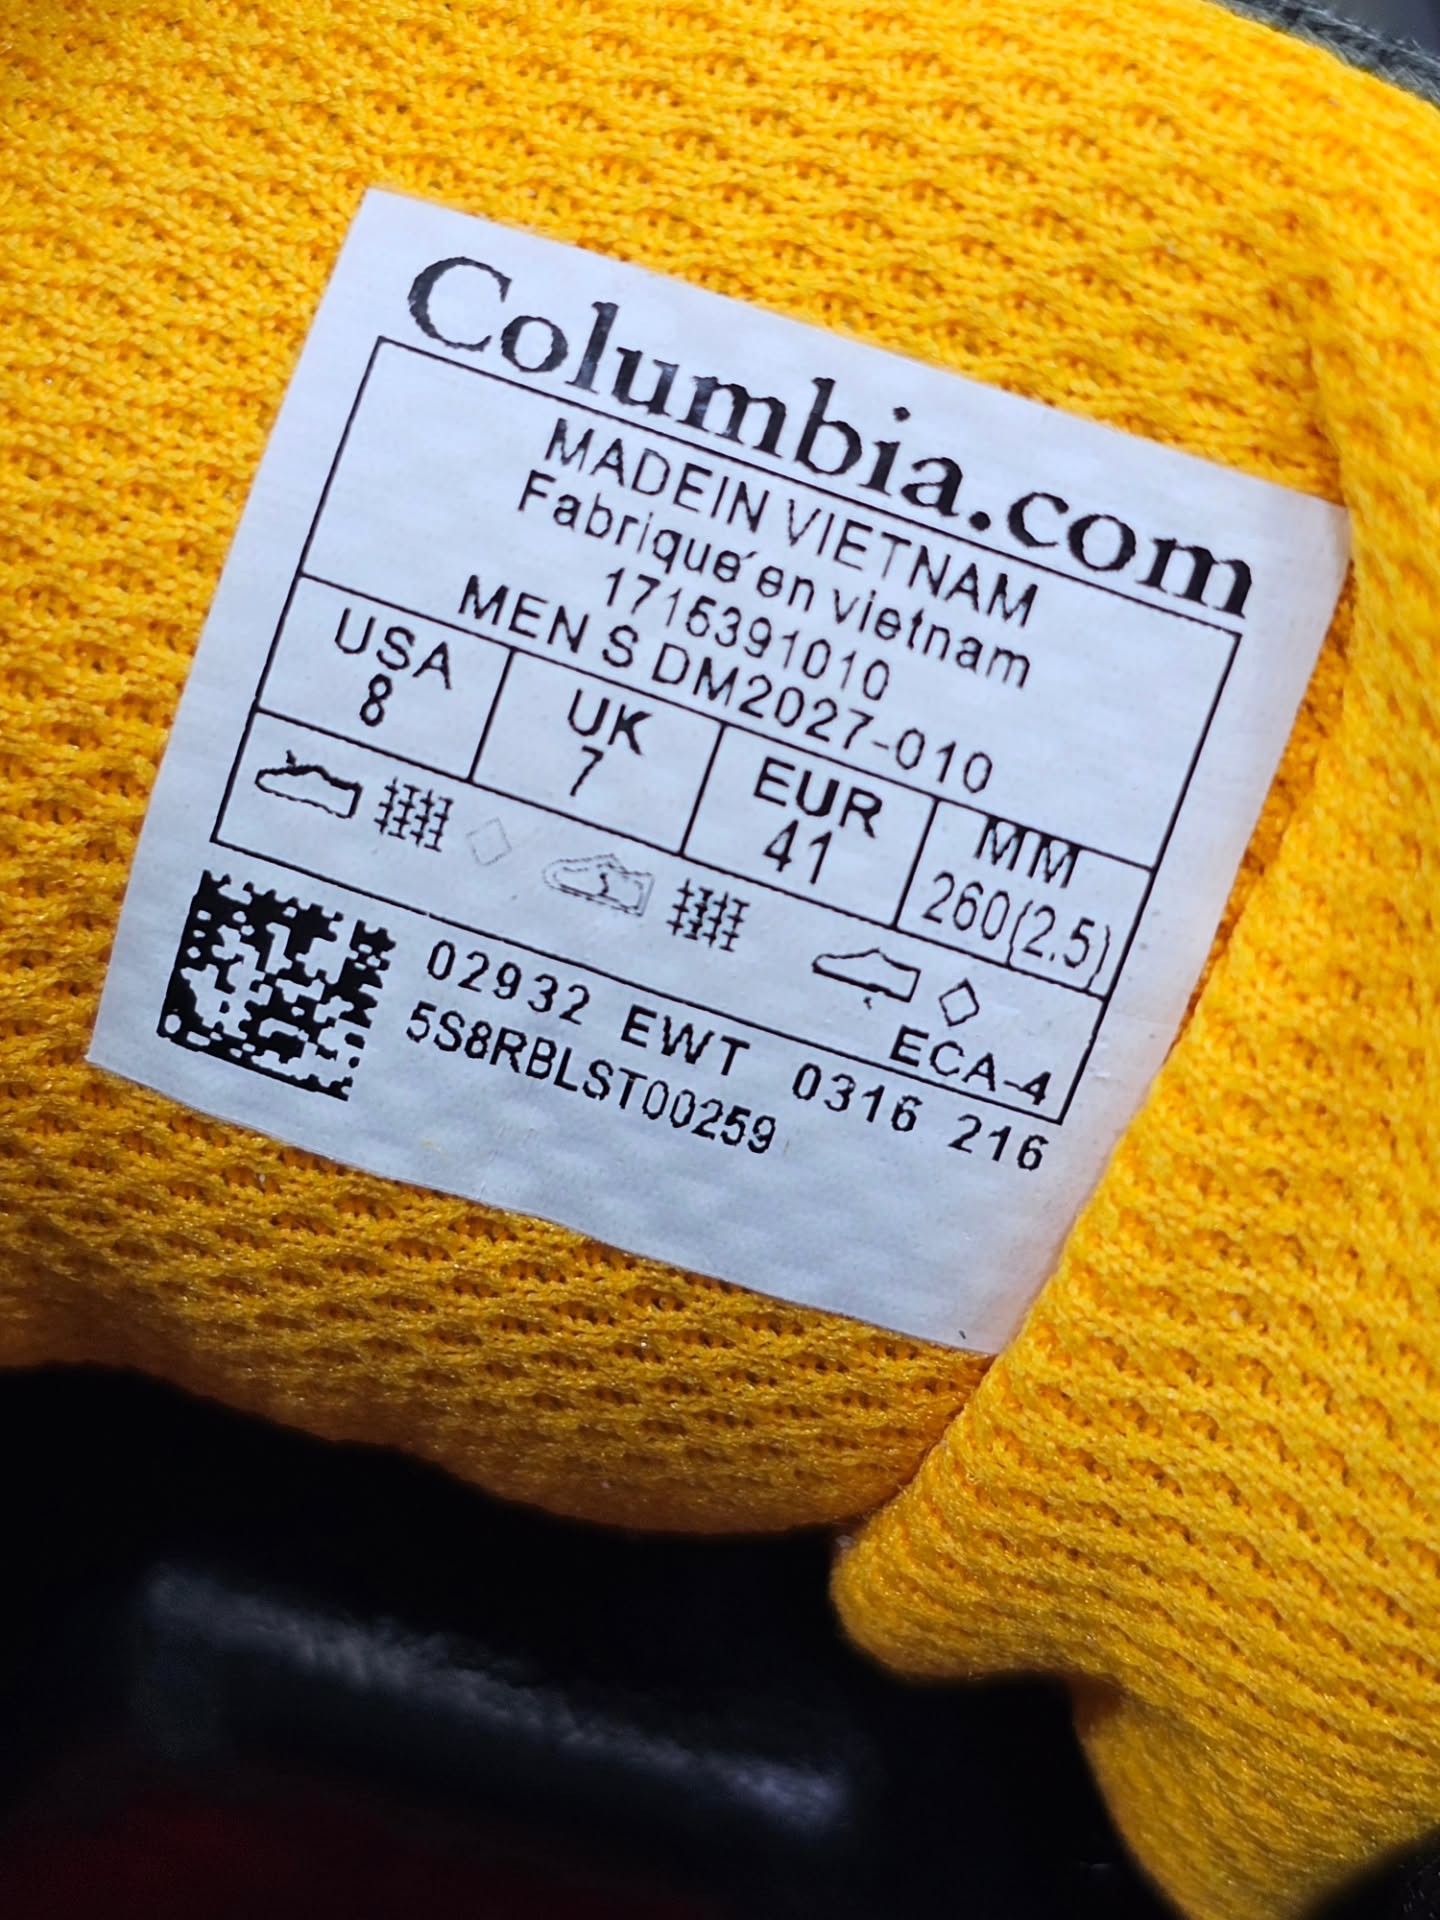 Columbia.com
MADEIN VIETNAM
Fabrique´en vietnam
1715391010
MEN S DM2027-010
USA UK EUR MM
8 7 41 260(2.5)
ECA-4
02932 EWT 0316 216
5S8RBLST00259